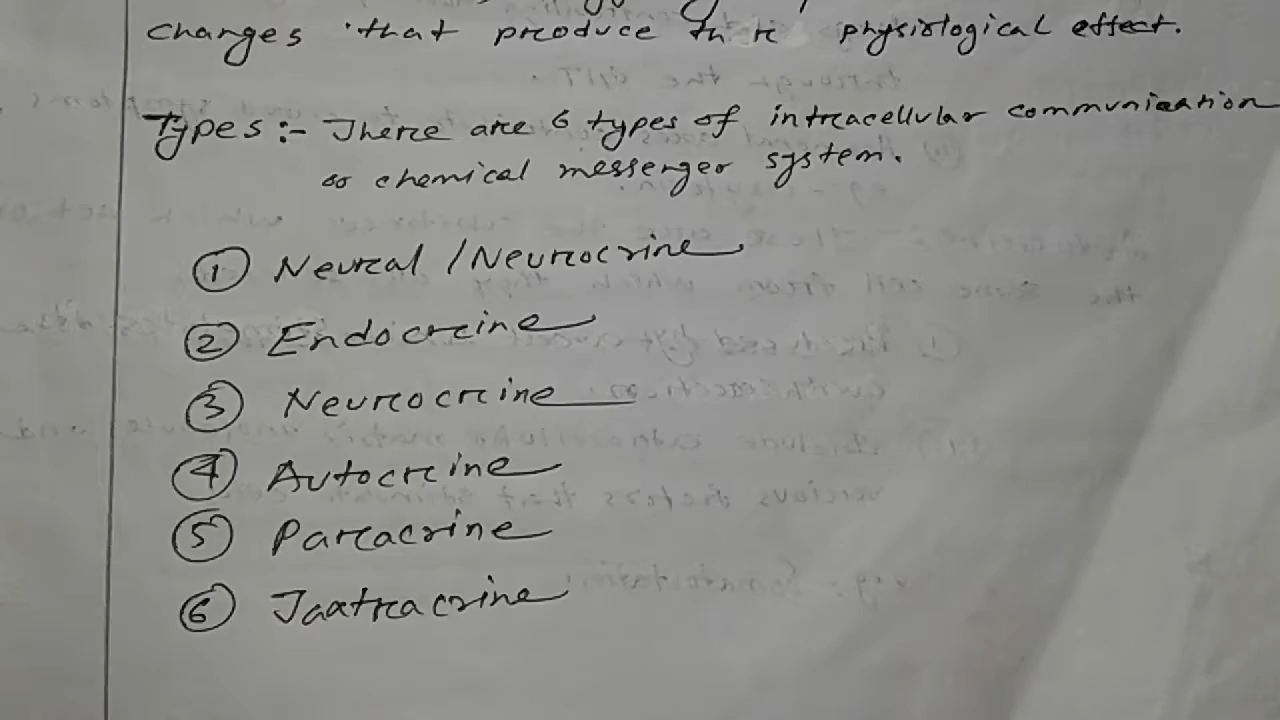 changes that produce their physiological effect.
Types :- There are 6 types of intracellular communication
or chemical messenger system.
① Neural / Neurocrine
② Endocrine
③ Neurocrine
④ Autocrine
⑤ Paracrine
⑥ Jaxtracrine